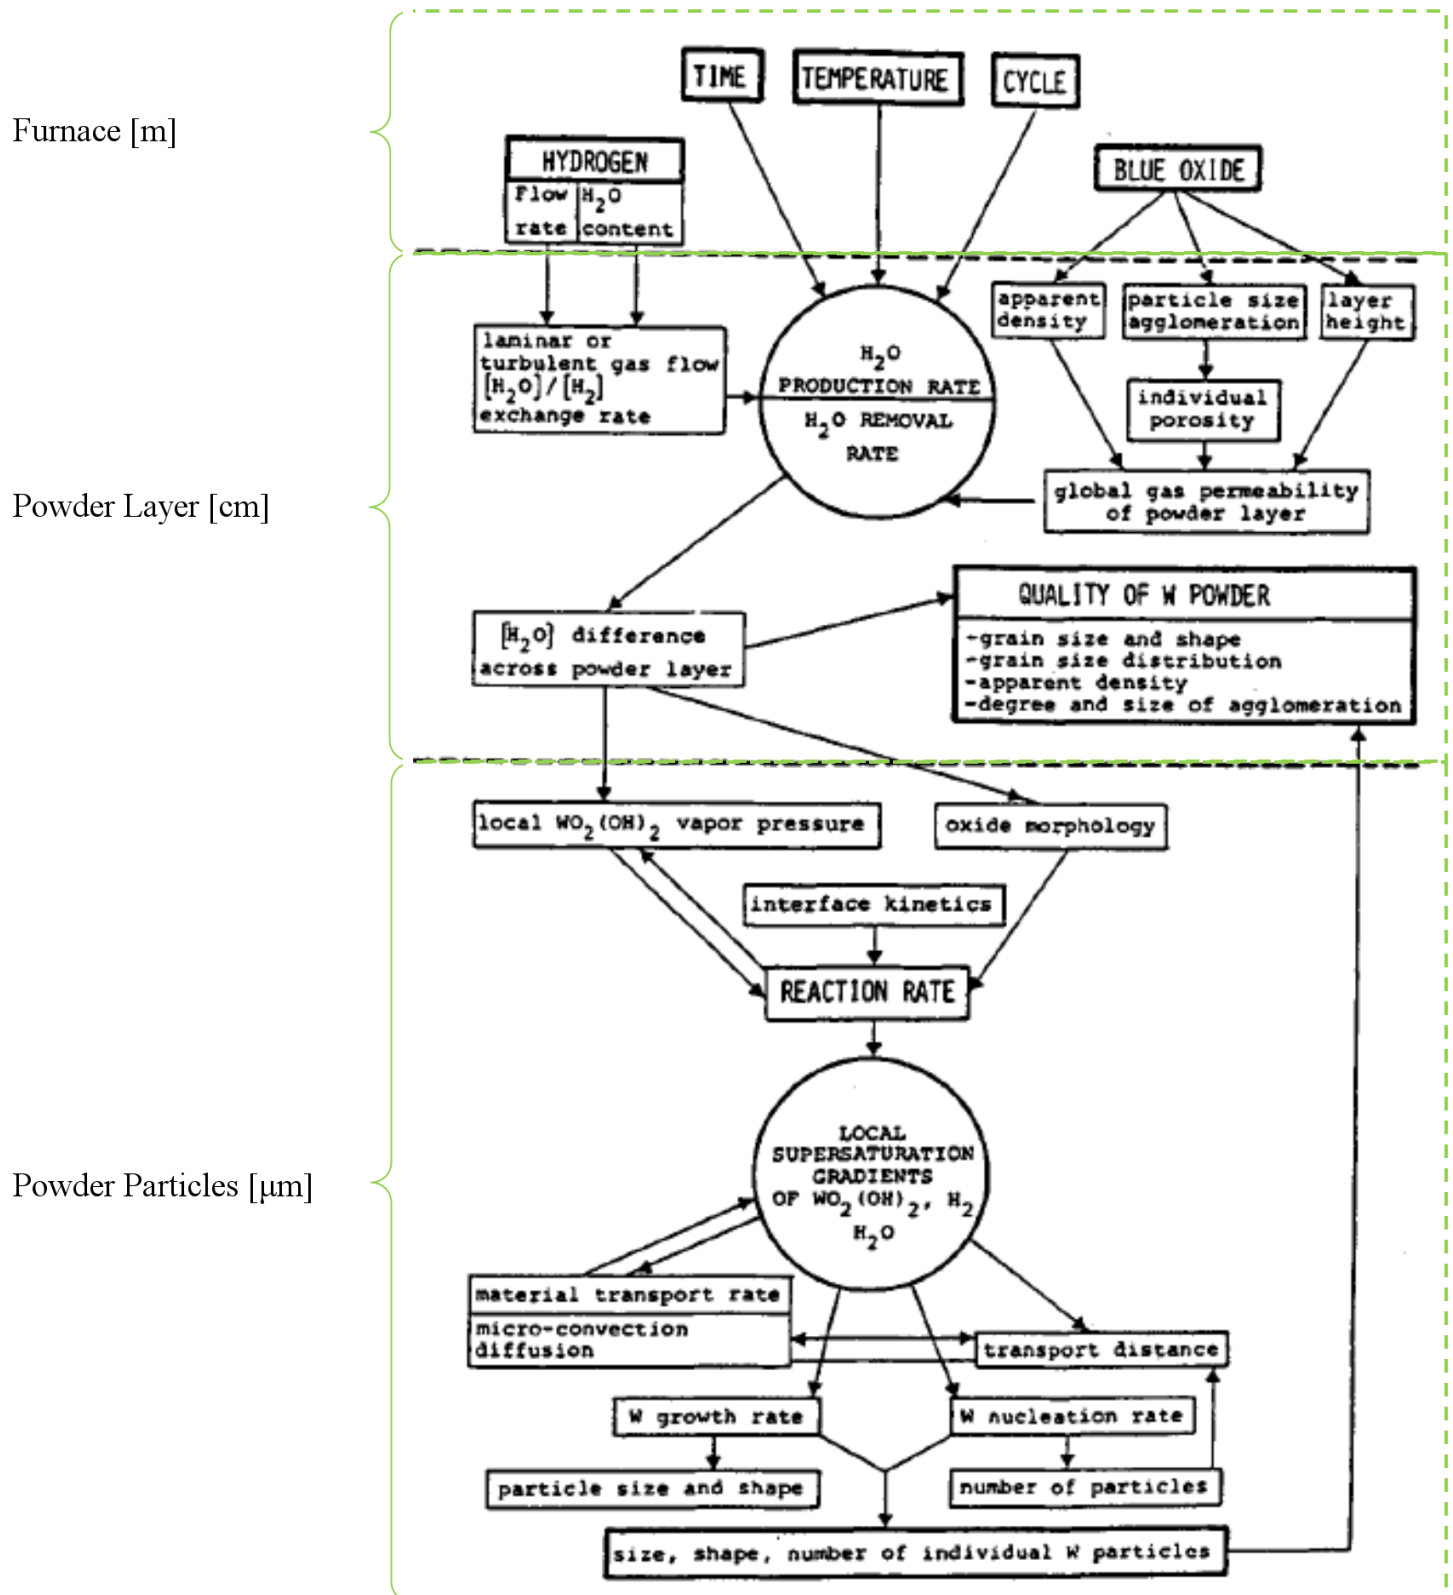 Furnace [m]
TIME
TEMPERATURE
CYCLE
HYDROGEN
Flow rate
H2O content
BLUE OXIDE
Powder Layer [cm]
laminar or
turbulent gas flow
[H2O]/[H2]
exchange rate
H2O
PRODUCTION RATE
H2O REMOVAL
RATE
apparent
density
particle size
agglomeration
layer
height
individual
porosity
global gas permeability
of powder layer
[H2O] difference
across powder layer
QUALITY OF W POWDER
-grain size and shape
-grain size distribution
-apparent density
-degree and size of agglomeration
Powder Particles [μm]
local WO2(OH)2 vapor pressure
oxide morphology
interface kinetics
REACTION RATE
LOCAL
SUPERSATURATION
GRADIENTS
OF WO2(OH)2, H2
H2O
material transport rate
micro-convection
diffusion
transport distance
W growth rate
W nucleation rate
particle size and shape
number of particles
size, shape, number of individual W particles